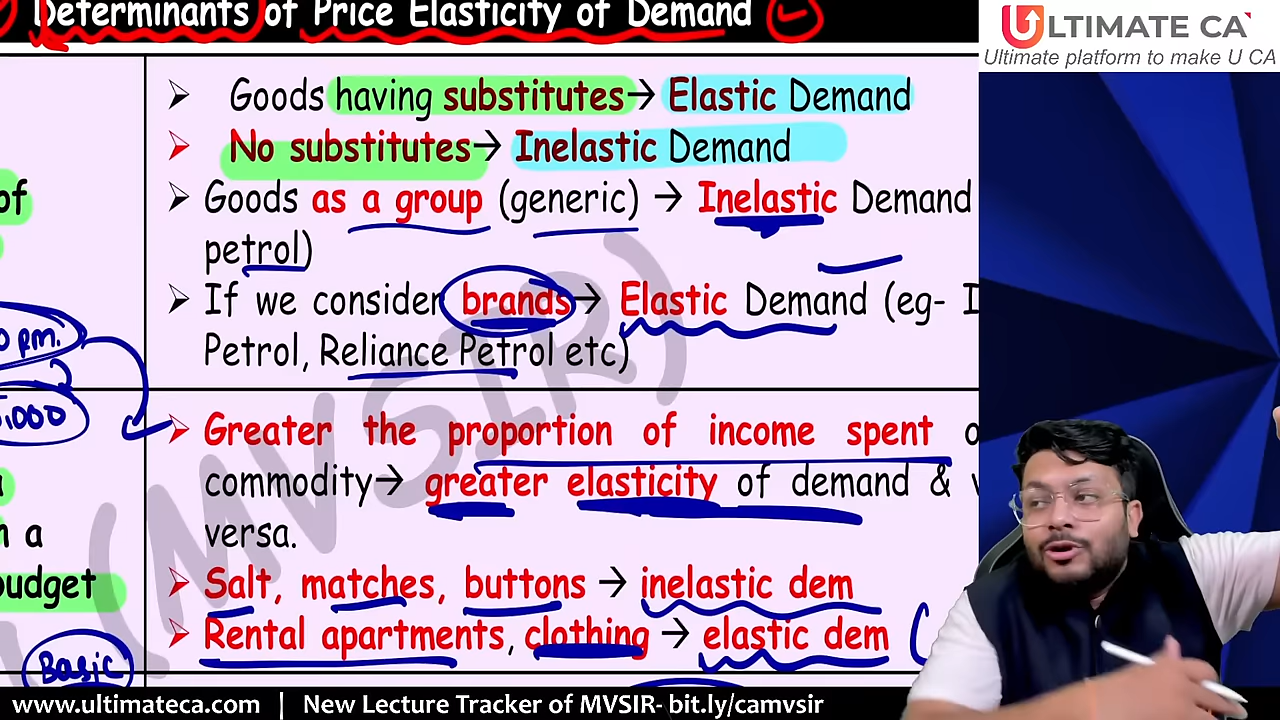 Determinants of Price Elasticity of Demand
ULTIMATE CA
Ultimate platform to make U CA
➢ Goods having substitutes→ Elastic Demand
➢ No substitutes→ Inelastic Demand
of
➢ Goods as a group (generic) → Inelastic Demand
petrol)
➢ If we consider brands→ Elastic Demand (eg-
pm.
Petrol, Reliance Petrol etc)
000
➢ Greater the proportion of income spent
commodity→ greater elasticity of demand &
versa.
a
budget
➢ Salt, matches, buttons → inelastic dem
➢ Rental apartments, clothing → elastic dem
Basic
(MVSIR)
www.ultimateca.com | New Lecture Tracker of MVSIR- bit.ly/camvsir